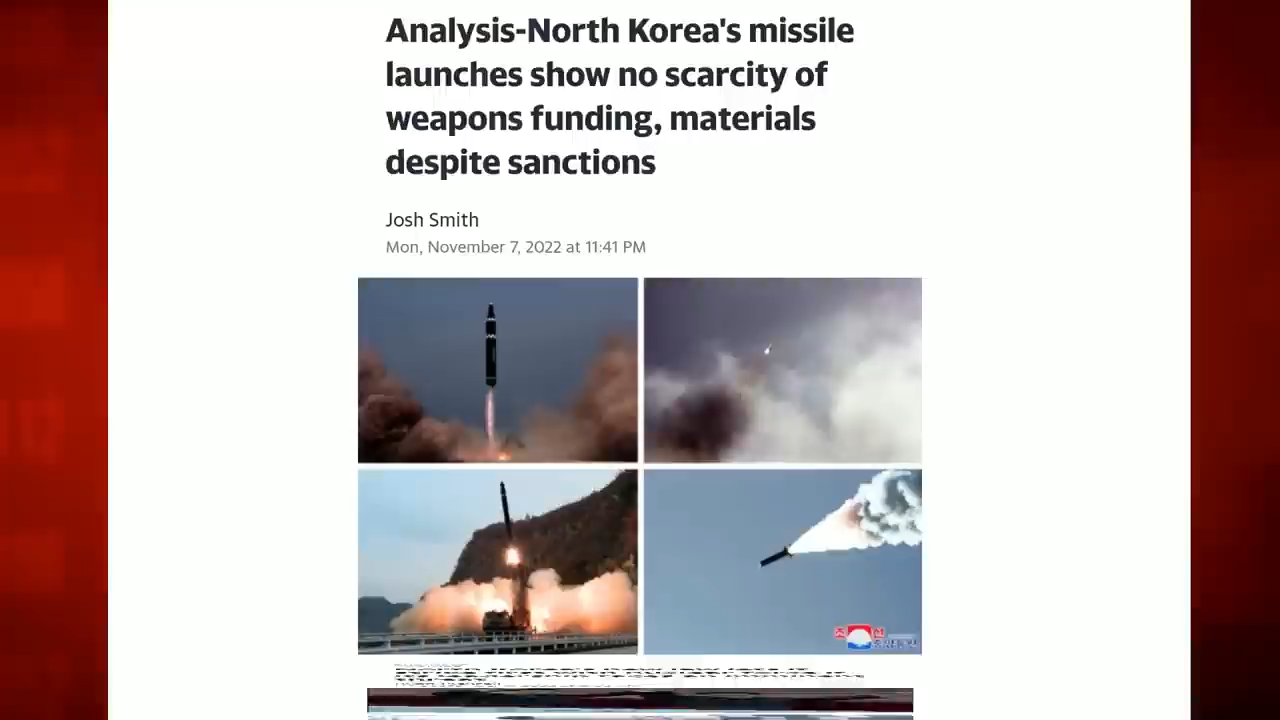 Analysis-North Korea's missile
launches show no scarcity of
weapons funding, materials
despite sanctions
Josh Smith
Mon, November 7, 2022 at 11:41 PM